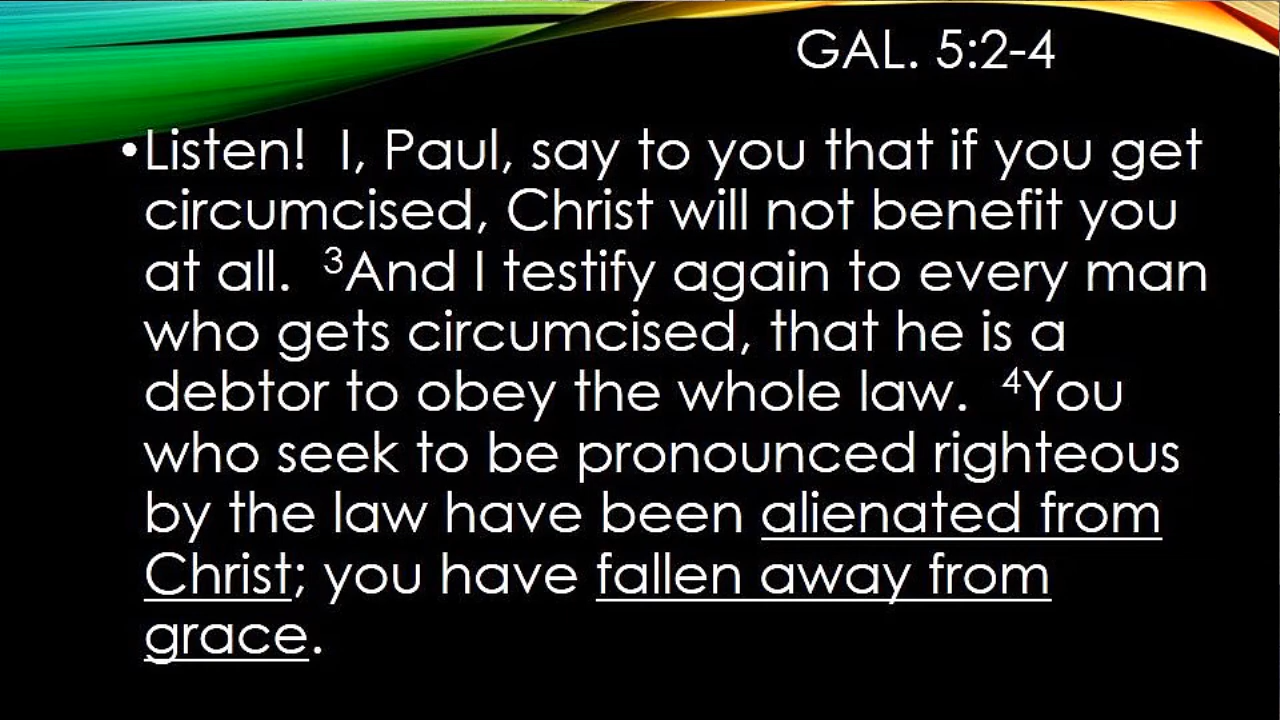 GAL. 5:2-4
•Listen!  I, Paul, say to you that if you get
circumcised, Christ will not benefit you
at all.  ³And I testify again to every man
who gets circumcised, that he is a
debtor to obey the whole law.  ⁴You
who seek to be pronounced righteous
by the law have been alienated from
Christ; you have fallen away from
grace.